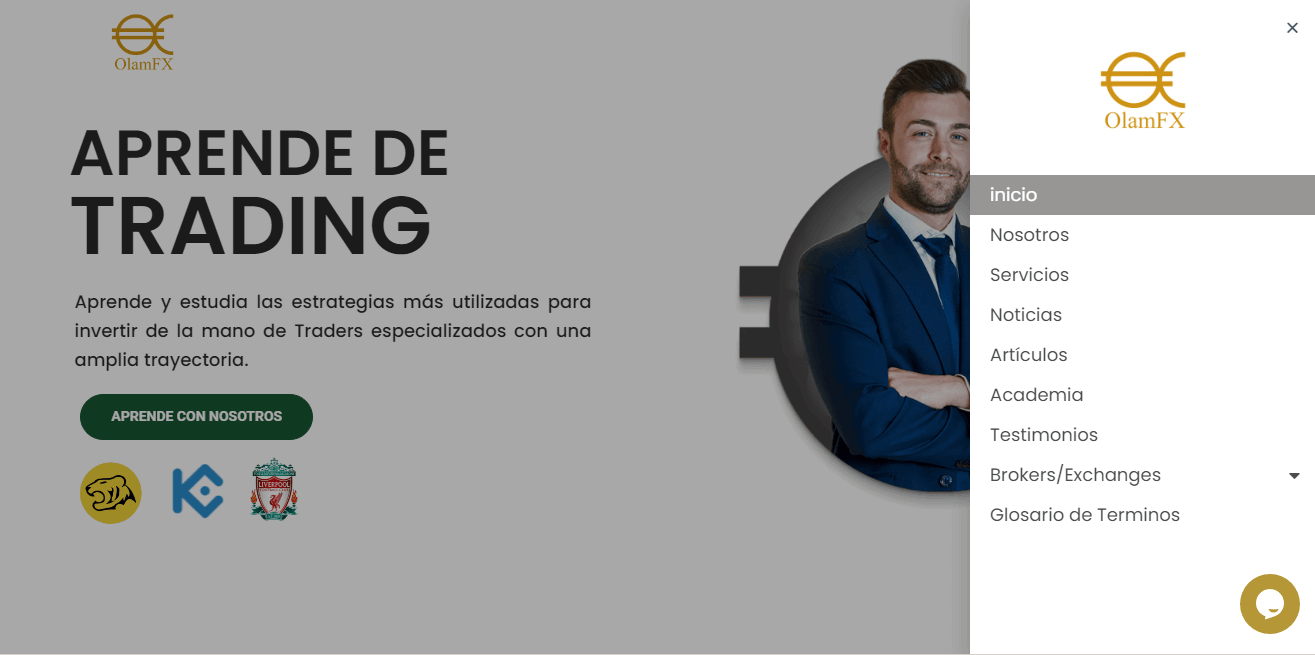 OlamFX
APRENDE DE
TRADING
Aprende y estudia las estrategias más utilizadas para
invertir de la mano de Traders especializados con una
amplia trayectoria.
APRENDE CON NOSOTROS
LIVERPOOL
OlamFX
inicio
Nosotros
Servicios
Noticias
Artículos
Academia
Testimonios
Brokers/Exchanges
Glosario de Terminos